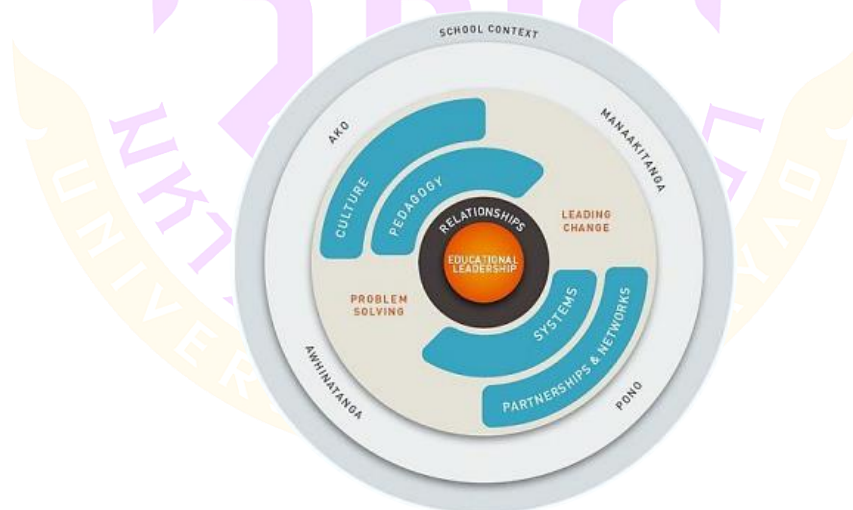 SCHOOL CONTEXT
AKO
MANAAKITANGA
CULTURE
PEDAGOGY
RELATIONSHIPS
EDUCATIONAL
LEADERSHIP
LEADING
CHANGE
PROBLEM
SOLVING
SYSTEMS
PARTNERSHIPS & NETWORKS
AWHINATANGA
PONO